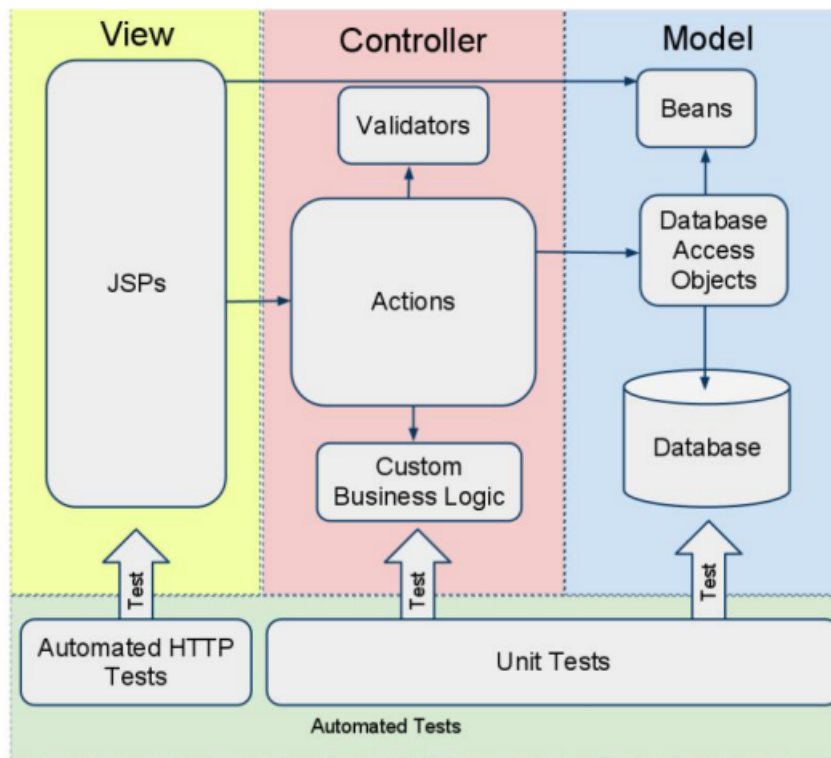 View
Controller
Model
JSPs
Validators
Actions
Custom
Business Logic
Beans
Database
Access
Objects
Database
Test
Test
Test
Automated HTTP
Tests
Unit Tests
Automated Tests